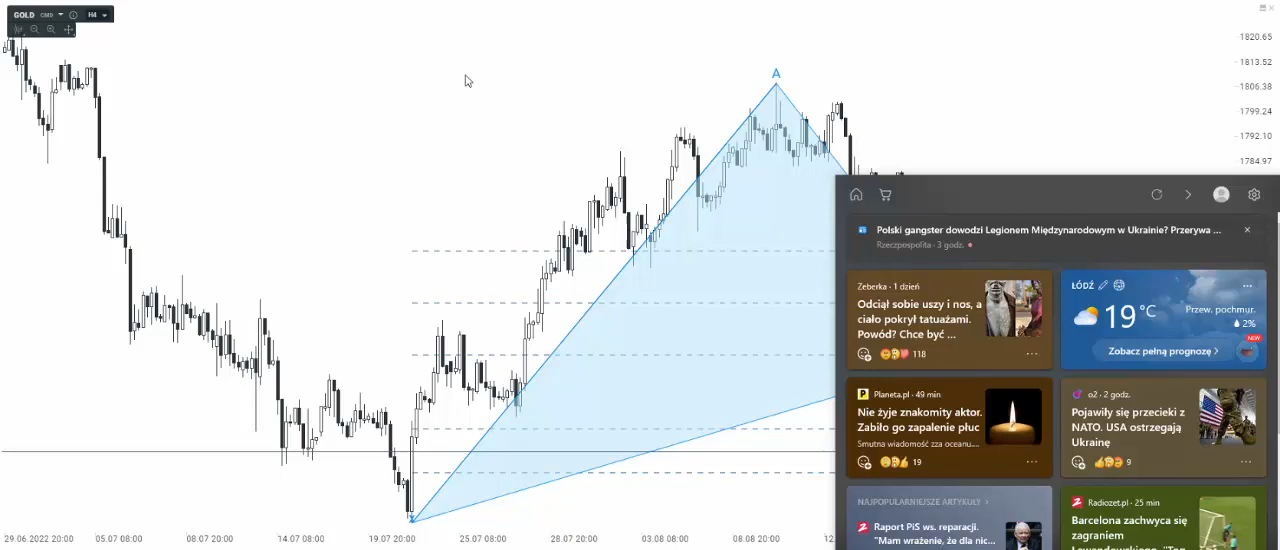 GOLD CMD H4
A
1820.65
1813.52
1806.38
1799.24
1792.10
1784.97
29.06.2022 20:00 05.07 08:00 08.07 20:00 14.07 08:00 19.07 20:00 25.07 08:00 28.07 20:00 3.08 08:00 08.08 20:00 12.
Polski gangster dowodzi Legionem Międzynarodowym w Ukrainie? Przerywa ...
Rzeczpospolita · 3 godz.
Zeberka · 1 dzień
Odciął sobie uszy i nos, a
ciało pokrył tatuażami.
Powód? Chce być ...
118
ŁÓDŹ
19 °C
Przew. pochmur.
2%
NEW
Zobacz pełną prognozę
Planeta.pl · 49 min
Nie żyje znakomity aktor.
Zabiło go zapalenie płuc
Smutna wiadomość zza oceanu....
19
o2 · 2 godz.
Pojawiły się przecieki z
NATO. USA ostrzegają
Ukrainę
9
NAJPOPULARNIEJSZE ARTYKUŁY
Raport PiS ws. reparacji.
"Mam wrażenie, że dla nic...
Radiozet.pl · 25 min
Barcelona zachwyca się
zagraniem